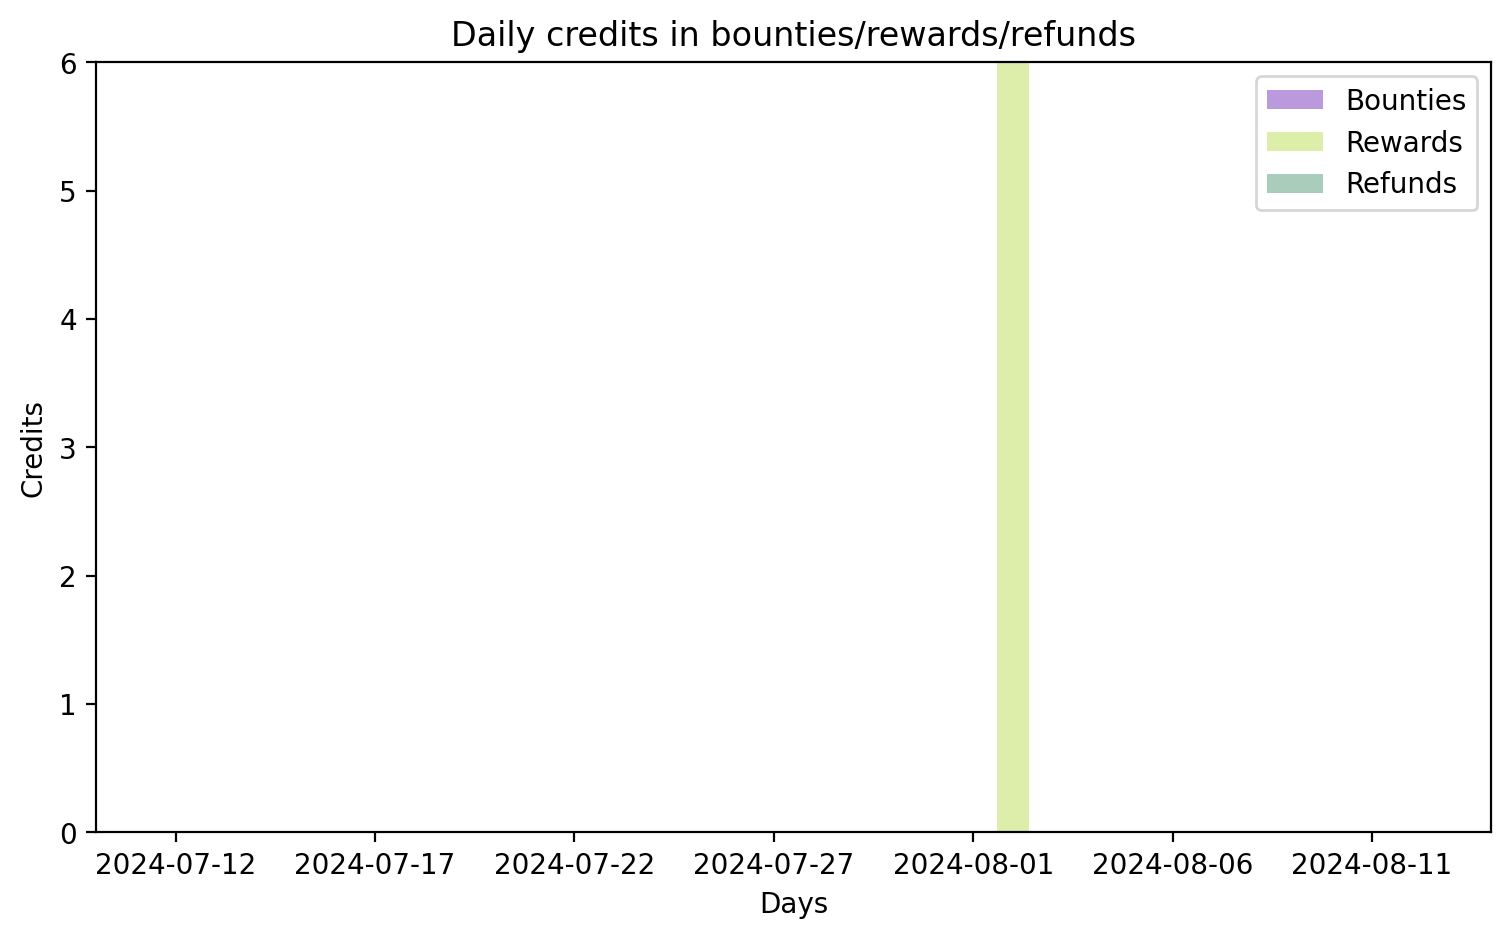 Daily credits in bounties/rewards/refunds
6
5
4
3
2
1
0
Credits
Bounties
Rewards
Refunds
2024-07-12 2024-07-17 2024-07-22 2024-07-27 2024-08-01 2024-08-06 2024-08-11
Days